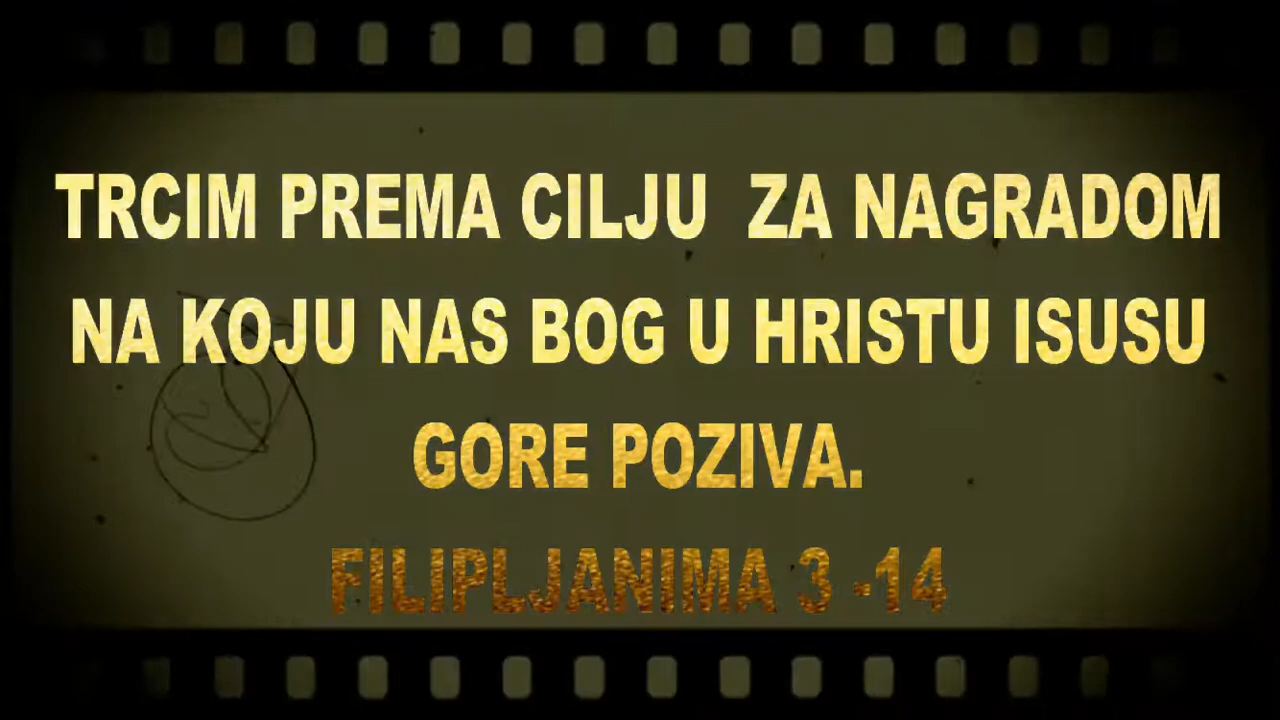 TRCIM PREMA CILJU ZA NAGRADOM
NA KOJU NAS BOG U HRISTU ISUSU
GORE POZIVA.
FILIPLJANIMA 3 -14